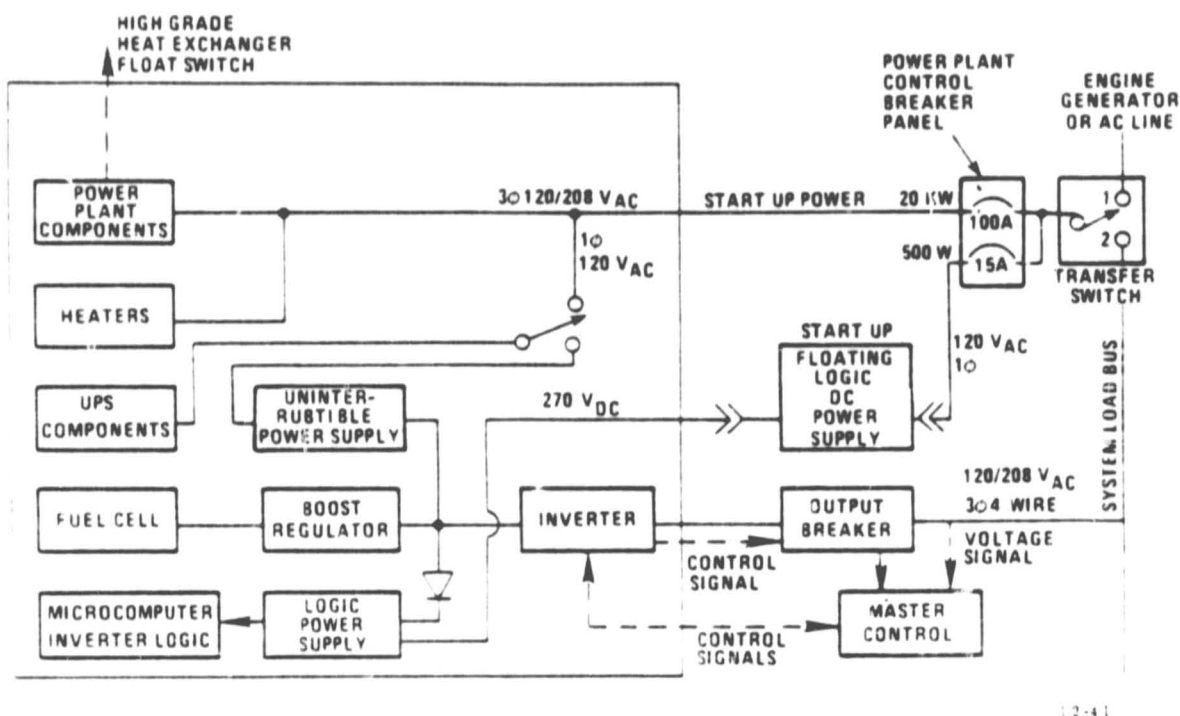 HIGH GRADE
HEAT EXCHANGER
FLOAT SWITCH
POWER PLANT
CONTROL
BREAKER
PANEL
ENGINE
GENERATOR
OR AC LINE
POWER
PLANT
COMPONENTS
3∅ 120/208 VAC
START UP POWER
20 KW
100A
1
2
1∅
120 VAC
500 W
15A
TRANSFER
SWITCH
HEATERS
START UP
FLOATING
LOGIC
DC
POWER
SUPPLY
120 VAC
1∅
UPS
COMPONENTS
UNINTER-
RUBTIBLE
POWER SUPPLY
270 VDC
SYSTEM LOAD BUS
FUEL CELL
BOOST
REGULATOR
INVERTER
OUTPUT
BREAKER
120/208 VAC
3∅4 WIRE
VOLTAGE
SIGNAL
CONTROL
SIGNAL
MICROCOMPUTER
INVERTER LOGIC
LOGIC
POWER
SUPPLY
CONTROL
SIGNALS
MASTER
CONTROL